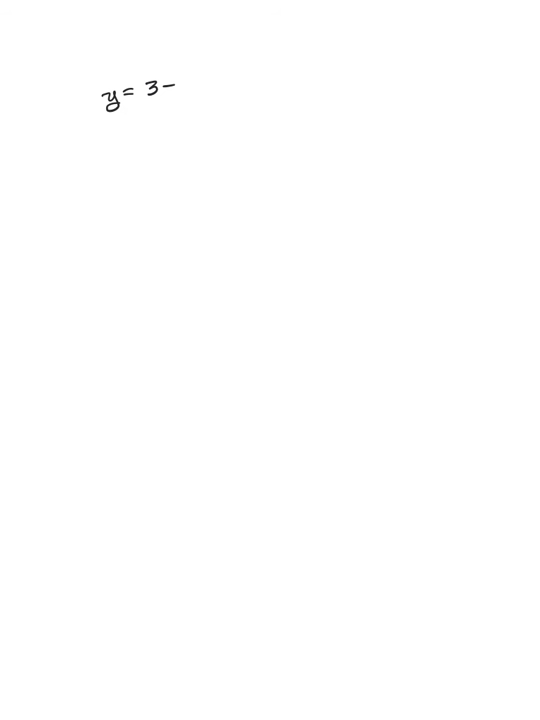 y = 3 -